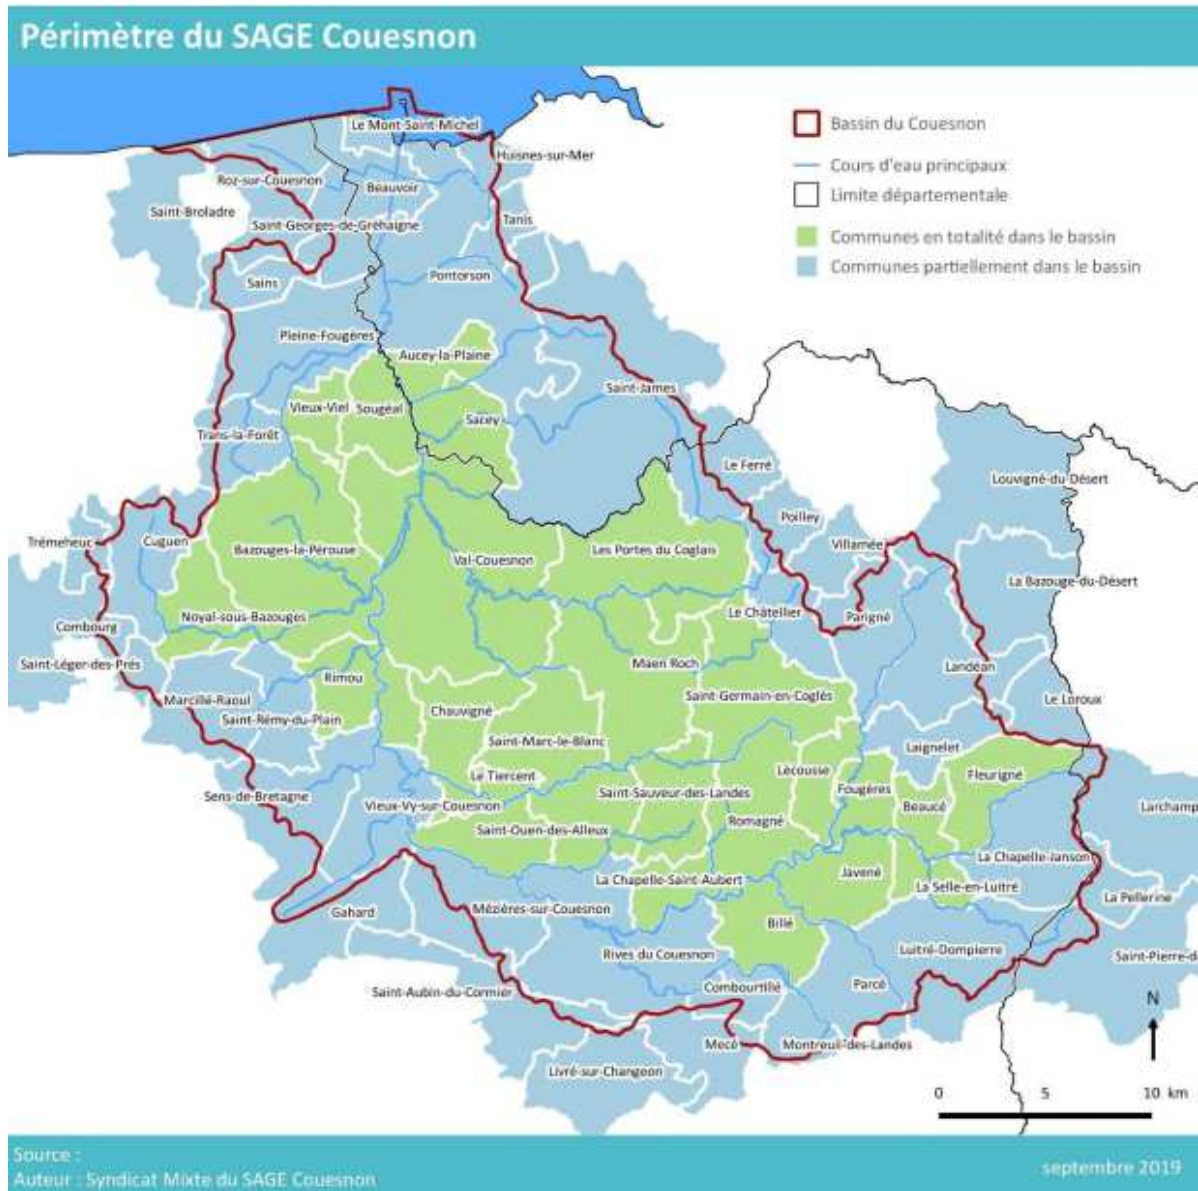 Périmètre du SAGE Couesnon
Bassin du Couesnon
Cours d'eau principaux
Limite départementale
Communes en totalité dans le bassin
Communes partiellement dans le bassin
Le Mont-Saint-Michel
Huisnes-sur-Mer
Roz-sur-Couesnon
Beauvoir
Saint-Broladre
Saint-Georges-de-Gréhaigne
Tanis
Sains
Pontorson
Pleine-Fougères
Aucey-la-Plaine
Saint-James
Vieux-Viel
Sougéal
Sacey
Trans-la-Forêt
Le Ferré
Louvigné-du-Désert
Poilley
Trémeheuc
Cuguen
Villamée
Bazouges-la-Pérouse
Val-Couesnon
Les Portes du Coglais
La Bazouge-du-Désert
Noyal-sous-Bazouges
Le Châtellier
Parigné
Combourg
Saint-Léger-des-Prés
Maen Roch
Landéan
Rimou
Marcillé-Raoul
Saint-Germain-en-Coglès
Le Loroux
Chauvigné
Saint-Rémy-du-Plain
Saint-Marc-le-Blanc
Laignelet
Le Tiercent
Lécousse
Fleurigné
Sens-de-Bretagne
Vieux-Vy-sur-Couesnon
Saint-Sauveur-des-Landes
Fougères
Beaucé
Larchamp
Saint-Ouen-des-Alleux
Romagné
La Chapelle-Janson
La Chapelle-Saint-Aubert
Javené
La Selle-en-Luitré
La Pellerine
Gahard
Mézières-sur-Couesnon
Billé
Rives du Couesnon
Luitré-Dompierre
Saint-Pierre-de
Saint-Aubin-du-Cormier
Combourtillé
Parcé
N
Mecé
Montreuil-des-Landes
Livré-sur-Changeon
0 5 10 km
Source :
Auteur : Syndicat Mixte du SAGE Couesnon
septembre 2019